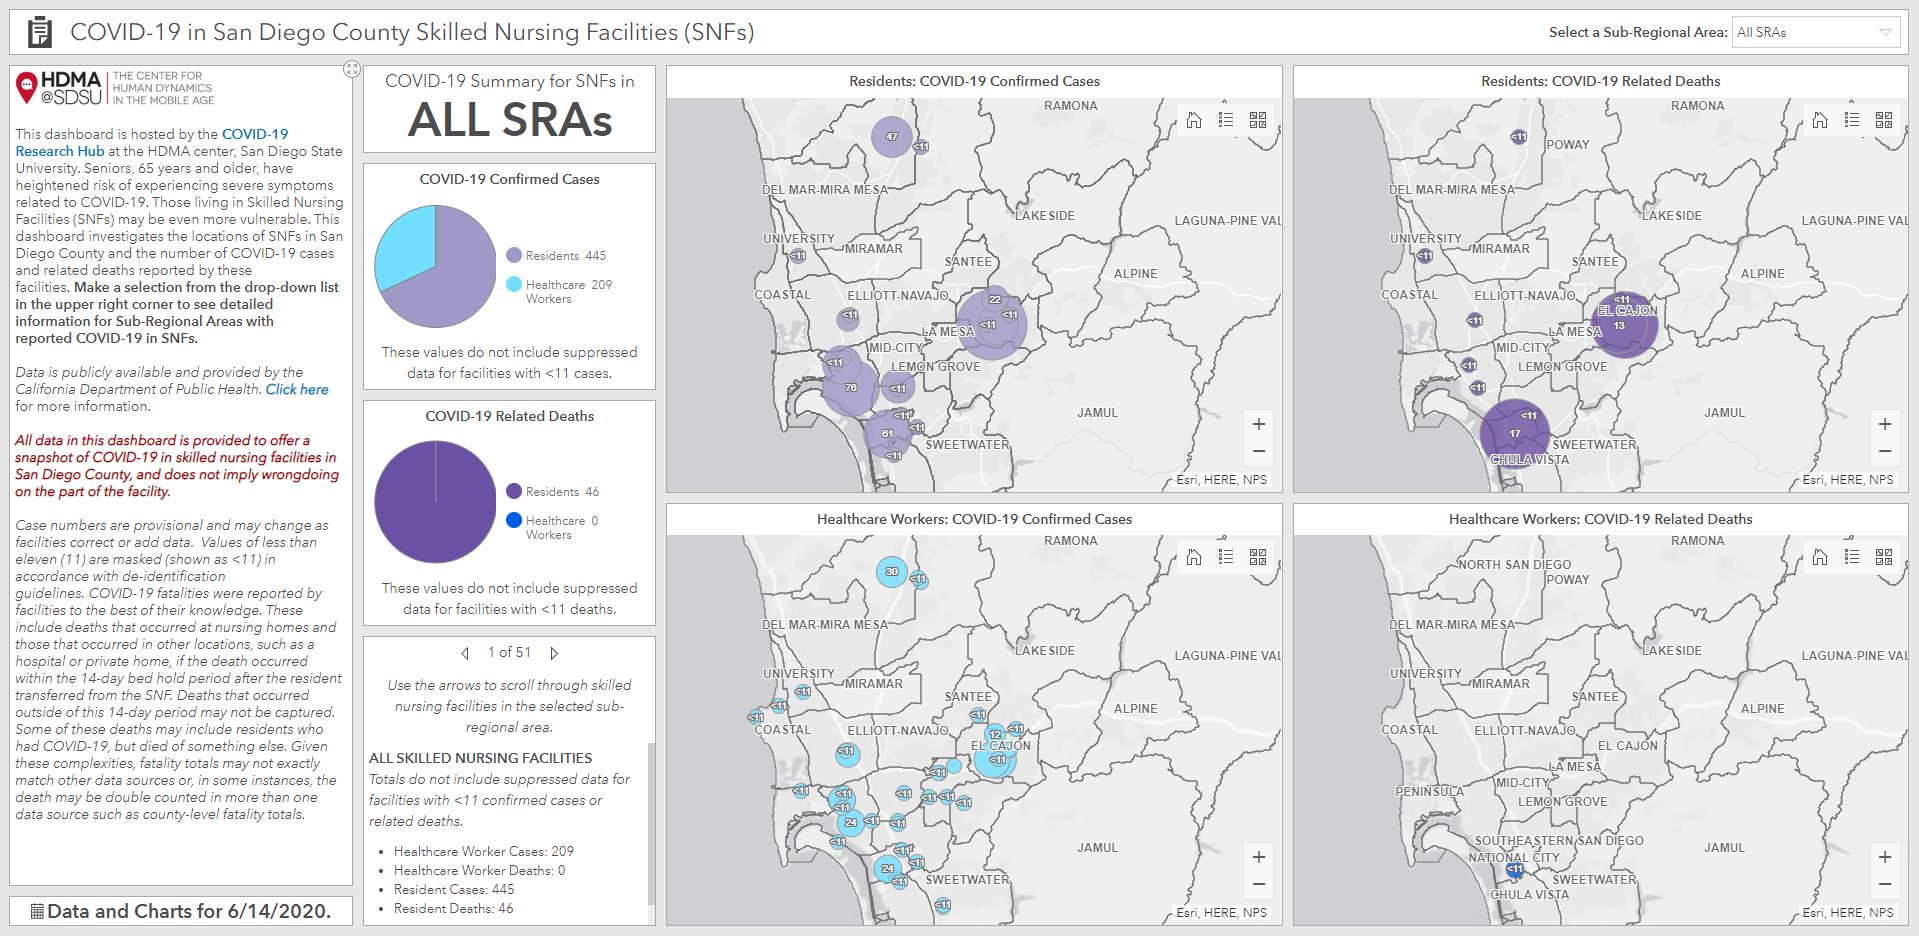 COVID-19 in San Diego County Skilled Nursing Facilities (SNFs)
Select a Sub-Regional Area: All SRAs
HDMA @SDSU
THE CENTER FOR
HUMAN DYNAMICS
IN THE MOBILE AGE
This dashboard is hosted by the COVID-19
Research Hub at the HDMA center, San Diego State
University. Seniors, 65 years and older, have
heightened risk of experiencing severe symptoms
related to COVID-19. Those living in Skilled Nursing
Facilities (SNFs) may be even more vulnerable. This
dashboard investigates the locations of SNFs in San
Diego County and the number of COVID-19 cases
and related deaths reported by these
facilities. Make a selection from the drop-down list
in the upper right corner to see detailed
information for Sub-Regional Areas with
reported COVID-19 in SNFs.
Data is publicly available and provided by the
California Department of Public Health. Click here
for more information.
All data in this dashboard is provided to offer a
snapshot of COVID-19 in skilled nursing facilities in
San Diego County, and does not imply wrongdoing
on the part of the facility.
Case numbers are provisional and may change as
facilities correct or add data. Values of less than
eleven (11) are masked (shown as <11) in
accordance with de-identification
guidelines. COVID-19 fatalities were reported by
facilities to the best of their knowledge. These
include deaths that occurred at nursing homes and
those that occurred in other locations, such as a
hospital or private home, if the death occurred
within the 14-day bed hold period after the resident
transferred from the SNF. Deaths that occurred
outside of this 14-day period may not be captured.
Some of these deaths may include residents who
had COVID-19, but died of something else. Given
these complexities, fatality totals may not exactly
match other data sources or, in some instances, the
death may be double counted in more than one
data source such as county-level fatality totals.
Data and Charts for 6/14/2020.
COVID-19 Summary for SNFs in
ALL SRAs
COVID-19 Confirmed Cases
Residents 445
Healthcare 209
Workers
These values do not include suppressed
data for facilities with <11 cases.
COVID-19 Related Deaths
Residents 46
Healthcare 0
Workers
These values do not include suppressed
data for facilities with <11 deaths.
1 of 51
Use the arrows to scroll through skilled
nursing facilities in the selected sub-
regional area.
ALL SKILLED NURSING FACILITIES
Totals do not include suppressed data for
facilities with <11 confirmed cases or
related deaths.
• Healthcare Worker Cases: 209
• Healthcare Worker Deaths: 0
• Resident Cases: 445
• Resident Deaths: 46
Residents: COVID-19 Confirmed Cases
RAMONA
47
<11
DEL MAR-MIRA MESA
LAKESIDE
LAGUNA-PINE VAL
UNIVERSITY
MIRAMAR
<11
SANTEE
ALPINE
COASTAL
ELLIOTT-NAVAJO
22
<11
<11
<11
LA MESA
MID-CITY
<11
LEMON GROVE
76
<11
<11
JAMUL
61
<11
SWEETWATER
<11
+
−
Esri, HERE, NPS
Residents: COVID-19 Related Deaths
RAMONA
<11
POWAY
DEL MAR-MIRA MESA
LAKESIDE
LAGUNA-PINE VAL
UNIVERSITY
MIRAMAR
<11
SANTEE
ALPINE
COASTAL
ELLIOTT-NAVAJO
<11
EL CAJON
<11
13
LA MESA
MID-CITY
<11
LEMON GROVE
<11
<11
JAMUL
17
SWEETWATER
CHULA VISTA
+
−
Esri, HERE, NPS
Healthcare Workers: COVID-19 Confirmed Cases
RAMONA
30
<11
DEL MAR-MIRA MESA
LAKESIDE
LAGUNA-PINE VAL
UNIVERSITY
MIRAMAR
<11
SANTEE
<11
<11
ALPINE
<11
COASTAL
ELLIOTT-NAVAJO
<11
12
EL CAJON
<11
<11
<11
<11
<11
<11
<11
<11
<11
<11
24
<11
<11
<11
<11
JAMUL
24
<11
<11
SWEETWATER
<11
+
−
Esri, HERE, NPS
Healthcare Workers: COVID-19 Related Deaths
RAMONA
NORTH SAN DIEGO
POWAY
DEL MAR-MIRA MESA
LAKESIDE
LAGUNA-PINE VAL
UNIVERSITY
MIRAMAR
SANTEE
ALPINE
COASTAL
ELLIOTT-NAVAJO
EL CAJON
LA MESA
MID-CITY
PENINSULA
LEMON GROVE
SOUTHEASTERN SAN DIEGO
JAMUL
NATIONAL CITY
<11
SWEETWATER
CHULA VISTA
+
−
Esri, HERE, NPS